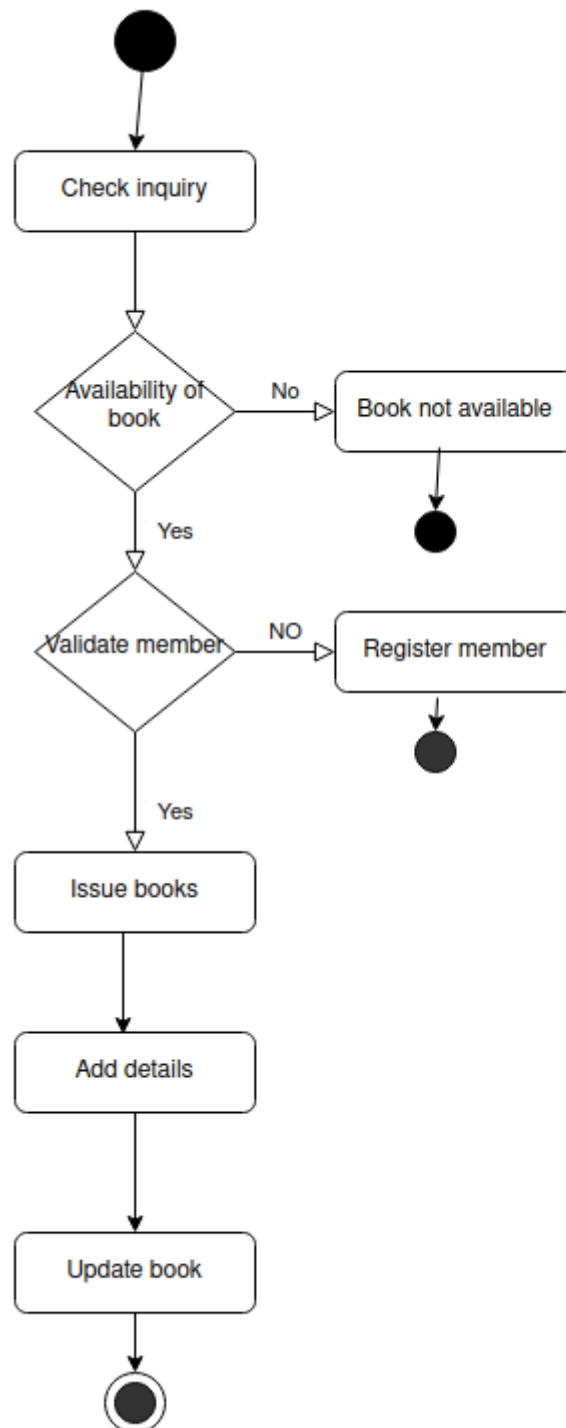 Check inquiry
Availability of
book
No
Book not available
Yes
Validate member
NO
Register member
Yes
Issue books
Add details
Update book